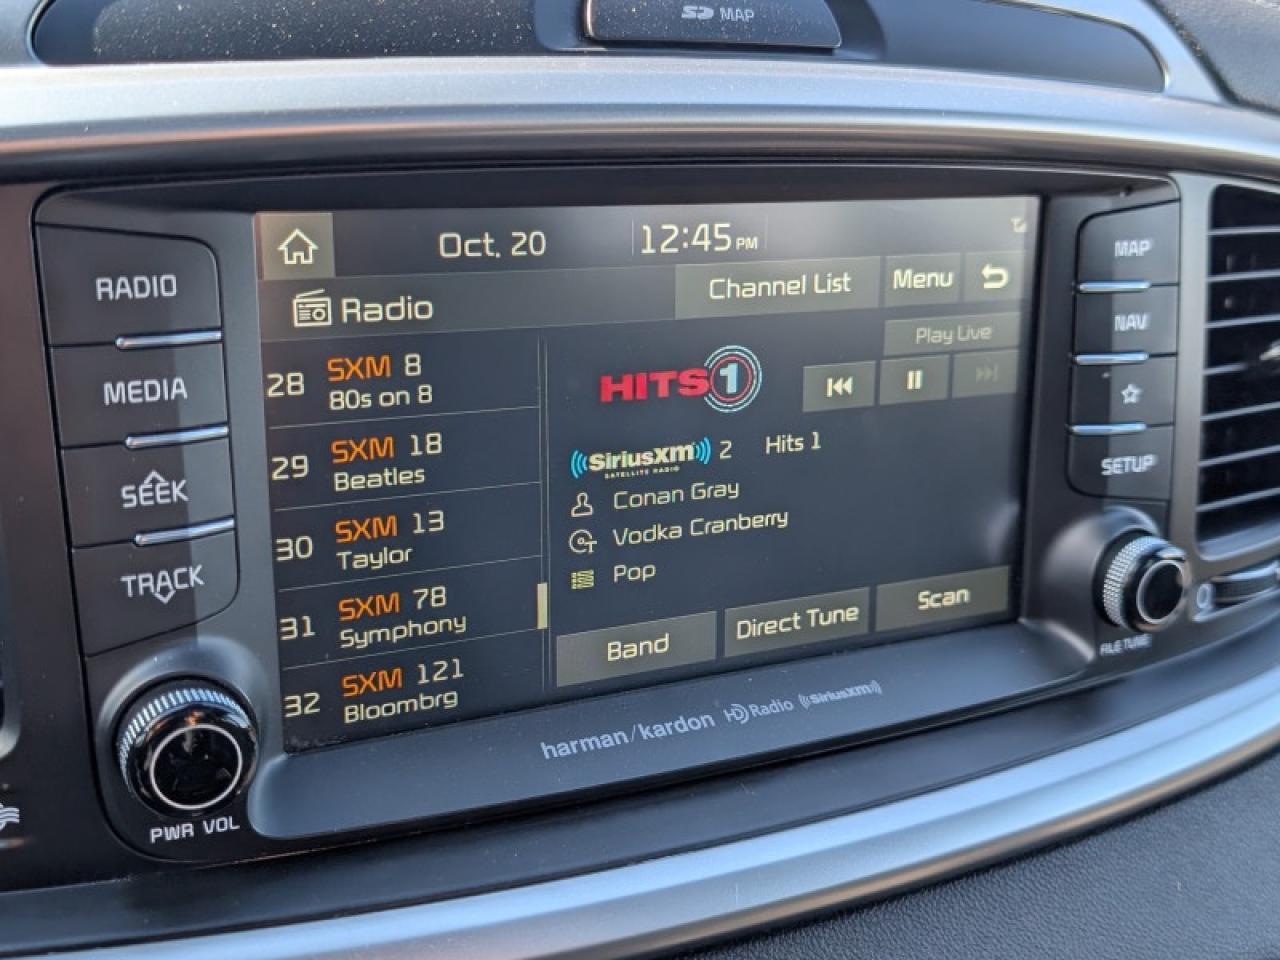 SD MAP
RADIO
MEDIA
SEEK
TRACK
PWR VOL
Oct. 20
12:45 PM
Radio
Channel List
Menu
Play Live
28 SXM 8
80s on 8
29 SXM 18
Beatles
30 SXM 13
Taylor
31 SXM 78
Symphony
32 SXM 121
Bloombrg
HITS 1
((SiriusXM)) 2 Hits 1
SATELLITE RADIO
Conan Gray
Vodka Cranberry
Pop
Band
Direct Tune
Scan
harman/kardon HD Radio ((SiriusXM))
MAP
NAV
SETUP
FILE TUNE